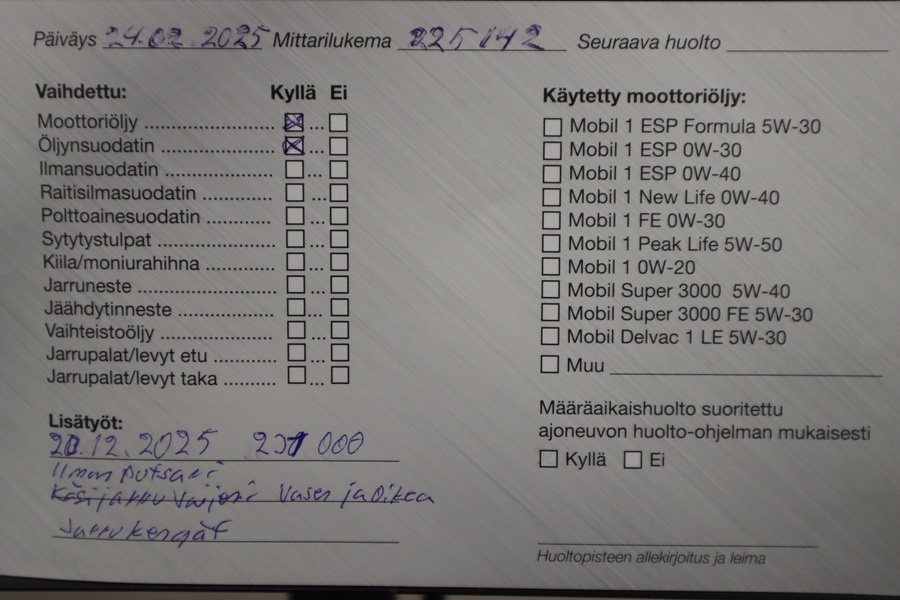 Päiväys 24.02.2025 Mittarilukema 225142 Seuraava huolto
Vaihdettu: Kyllä Ei
Moottoriöljy
Öljynsuodatin
Ilmansuodatin
Raitisilmasuodatin
Polttoainesuodatin
Sytytystulpat
Kiila/moniurahihna
Jarruneste
Jäähdytinneste
Vaihteistoöljy
Jarrupalat/levyt etu
Jarrupalat/levyt taka
Lisätyöt:
20.12.2025 231 000
Ilman putsari
Käsijarru vaijeri Vasen ja Oikea
Jarrukengät
Käytetty moottoriöljy:
Mobil 1 ESP Formula 5W-30
Mobil 1 ESP 0W-30
Mobil 1 ESP 0W-40
Mobil 1 New Life 0W-40
Mobil 1 FE 0W-30
Mobil 1 Peak Life 5W-50
Mobil 1 0W-20
Mobil Super 3000 5W-40
Mobil Super 3000 FE 5W-30
Mobil Delvac 1 LE 5W-30
Muu
Määräaikaishuolto suoritettu
ajoneuvon huolto-ohjelman mukaisesti
Kyllä Ei
Huoltopisteen allekirjoitus ja leima